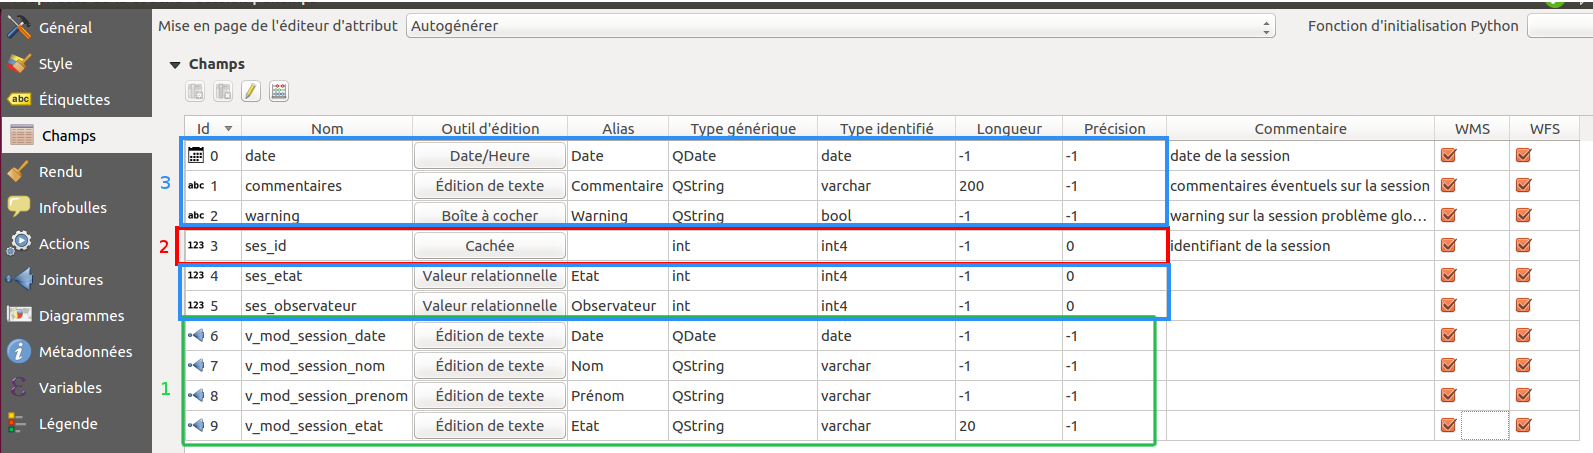 Général
Mise en page de l'éditeur d'attribut Autogénérer Fonction d'initialisation Python
Style
Champs
abc Étiquettes
Champs
Id Nom Outil d'édition Alias Type générique Type identifié Longueur Précision Commentaire WMS WFS
0 date Date/Heure Date QDate date -1 -1 date de la session
Rendu
3 abc 1 commentaires Édition de texte Commentaire QString varchar 200 -1 commentaires éventuels sur la session
Infobulles
abc 2 warning Boîte à cocher Warning QString bool -1 -1 warning sur la session problème glo...
Actions
2 123 3 ses_id Cachée int int4 -1 0 identifiant de la session
Jointures
123 4 ses_etat Valeur relationnelle Etat int int4 -1 0
123 5 ses_observateur Valeur relationnelle Observateur int int4 -1 0
Diagrammes
6 v_mod_session_date Édition de texte Date QDate date -1 -1
Métadonnées
7 v_mod_session_nom Édition de texte Nom QString varchar -1 -1
Variables
1 8 v_mod_session_prenom Édition de texte Prénom QString varchar -1 -1
Légende
9 v_mod_session_etat Édition de texte Etat QString varchar 20 -1